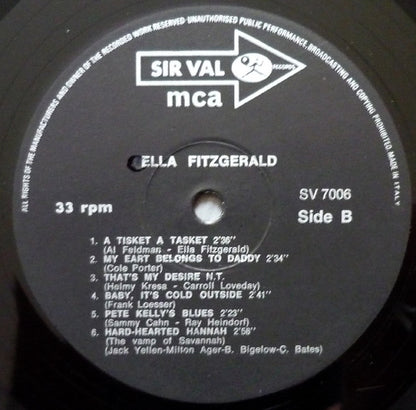 ALL RIGHTS OF THE MANUFACTURERS AND OWNER OF THE RECORDED WORK RESERVED-UNAUTHORISED PUBLIC PERFORMANCE, BROADCASTING AND COPYING PROHIBITED. MADE IN ITALY
SIR VAL RECORDS
mca
ELLA FITZGERALD
33 rpm
SV 7006
Side B
1. A TISKET A TASKET 2'36"
(Al Feldman - Ella Fitzgerald)
2. MY EART BELONGS TO DADDY 2'34"
(Cole Porter)
3. THAT'S MY DESIRE N.T.
(Helmy Kresa - Carroll Loveday)
4. BABY, IT'S COLD OUTSIDE 2'41"
(Frank Loesser)
5. PETE KELLY'S BLUES 2'23"
(Sammy Cahn - Ray Heindorf)
6. HARD-HEARTED HANNAH 2'58"
(The vamp of Savannah)
(Jack Yellen-Milton Ager-B. Bigelow-C. Bates)